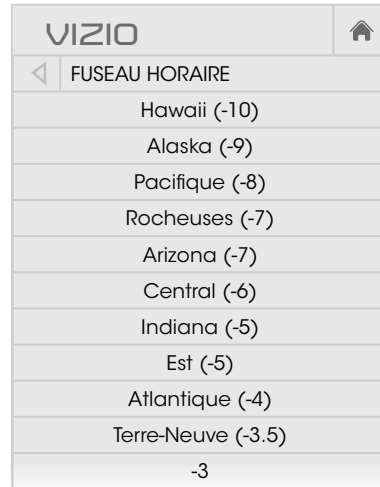 VIZIO
FUSEAU HORAIRE
Hawaii (-10)
Alaska (-9)
Pacifique (-8)
Rocheuses (-7)
Arizona (-7)
Central (-6)
Indiana (-5)
Est (-5)
Atlantique (-4)
Terre-Neuve (-3.5)
-3